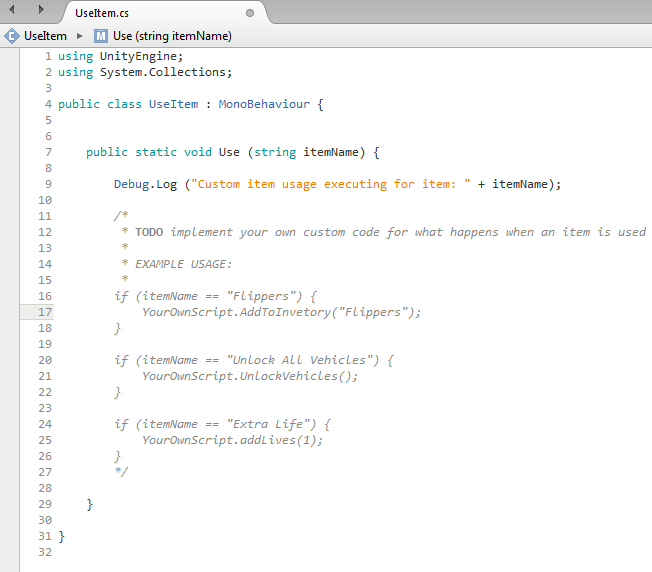 UseItem.cs
UseItem ▸ M Use (string itemName)
1 using UnityEngine;
2 using System.Collections;
3
4 public class UseItem : MonoBehaviour {
5
6
7 public static void Use (string itemName) {
8
9 Debug.Log ("Custom item usage executing for item: " + itemName);
10
11 /*
12 * TODO implement your own custom code for what happens when an item is used
13 *
14 * EXAMPLE USAGE:
15 *
16 if (itemName == "Flippers") {
17 YourOwnScript.AddToInvetory("Flippers");
18 }
19
20 if (itemName == "Unlock All Vehicles") {
21 YourOwnScript.UnlockVehicles();
22 }
23
24 if (itemName == "Extra Life") {
25 YourOwnScript.addLives(1);
26 }
27 */
28
29 }
30
31 }
32